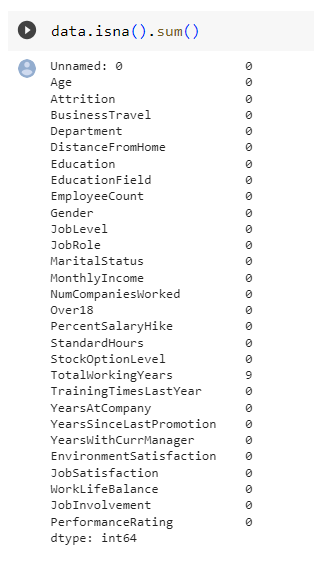 data.isna().sum()
Unnamed: 0 0
Age 0
Attrition 0
BusinessTravel 0
Department 0
DistanceFromHome 0
Education 0
EducationField 0
EmployeeCount 0
Gender 0
JobLevel 0
JobRole 0
MaritalStatus 0
MonthlyIncome 0
NumCompaniesWorked 0
Over18 0
PercentSalaryHike 0
StandardHours 0
StockOptionLevel 0
TotalWorkingYears 9
TrainingTimesLastYear 0
YearsAtCompany 0
YearsSinceLastPromotion 0
YearsWithCurrManager 0
EnvironmentSatisfaction 0
JobSatisfaction 0
WorkLifeBalance 0
JobInvolvement 0
PerformanceRating 0
dtype: int64